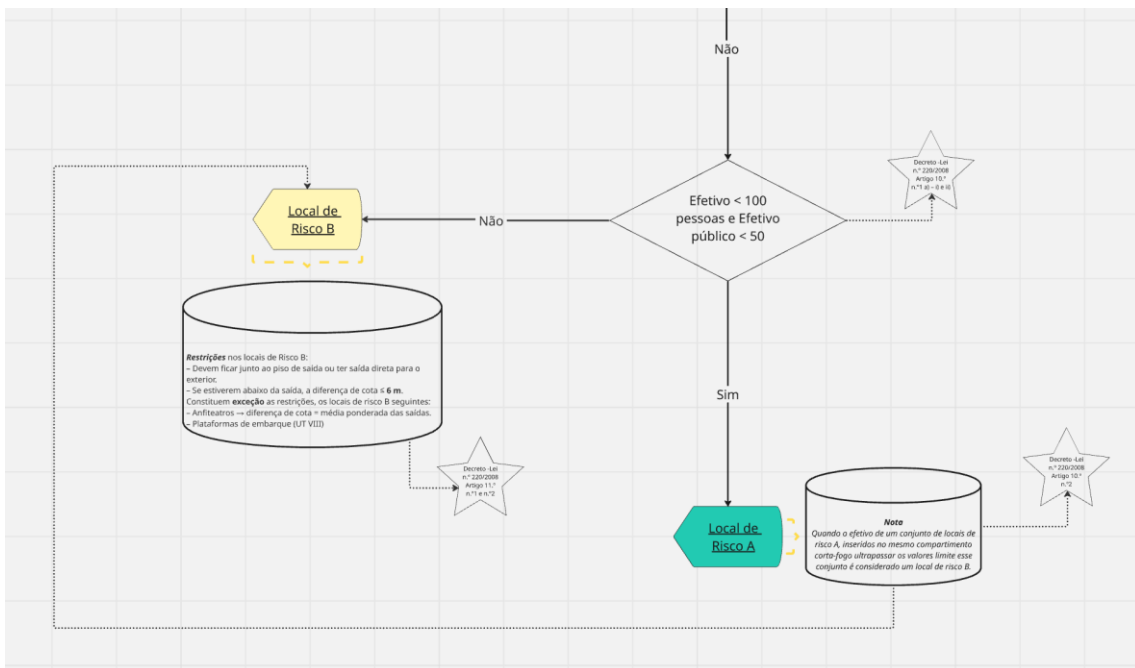 Não
Decreto -Lei
n.º 220/2008
Artigo 10,º
n.º1 a) – i) e ii)
Efetivo < 100
pessoas e Efetivo
público < 50
Não
Local de
Risco B
Restrições nos locais de Risco B:
– Devem ficar junto ao piso de saída ou ter saída direta para o
exterior.
– Se estiverem abaixo da saída, a diferença de cota ≤ 6 m.
Constituem exceção as restrições, os locais de risco B seguintes:
– Anfiteatros → diferença de cota = média ponderada das saídas.
– Plataformas de embarque (UT VIII)
Sim
Decreto -Lei
n.º 220/2008
Artigo 11,º
n.º1 e n.º2
Decreto -Lei
n.º 220/2008
Artigo 10.º
n.º2
Local de
Risco A
Nota
Quando o efetivo de um conjunto de locais de
risco A, inseridos no mesmo compartimento
corta-fogo ultrapassar os valores limite esse
conjunto é considerado um local de risco B.